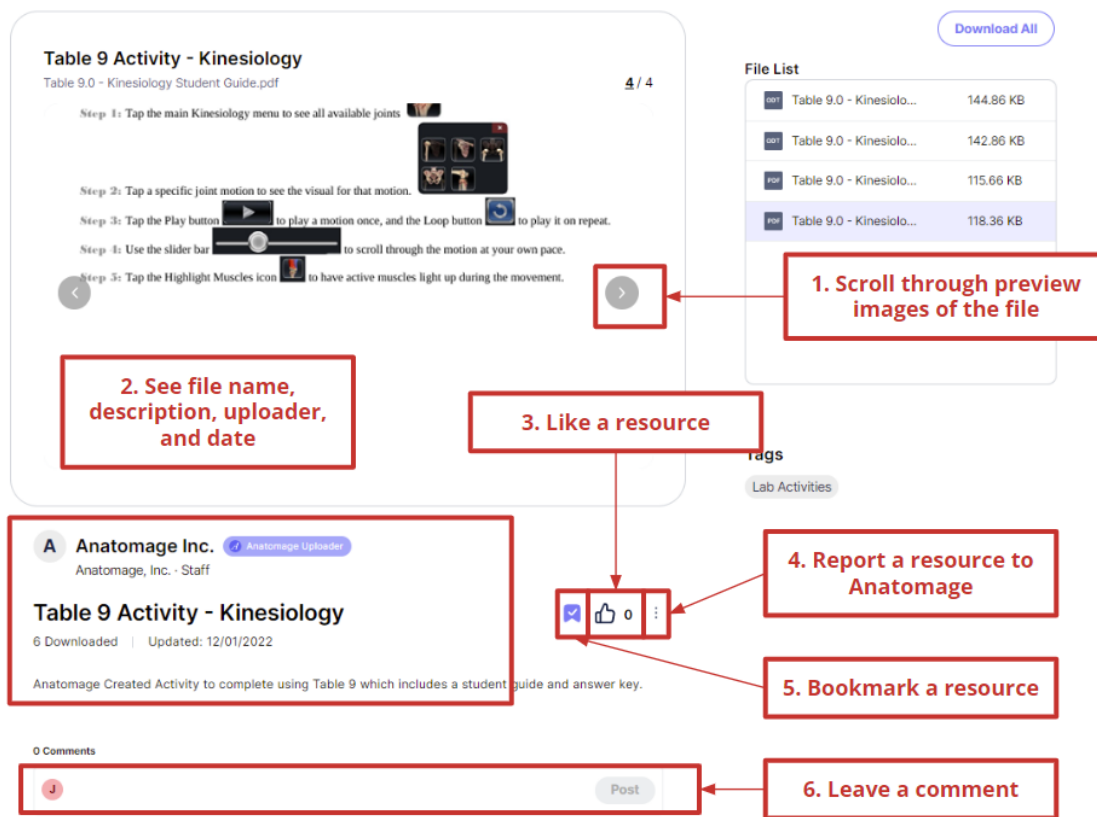 Download All
Table 9 Activity - Kinesiology
Table 9.0 - Kinesiology Student Guide.pdf
4 / 4
Step 1: Tap the main Kinesiology menu to see all available joints
Step 2: Tap a specific joint motion to see the visual for that motion.
Step 3: Tap the Play button to play a motion once, and the Loop button to play it on repeat.
Step 4: Use the slider bar to scroll through the motion at your own pace.
Step 5: Tap the Highlight Muscles icon to have active muscles light up during the movement.
File List
ODT Table 9.0 - Kinesiolo... 144.86 KB
ODT Table 9.0 - Kinesiolo... 142.86 KB
PDF Table 9.0 - Kinesiolo... 115.66 KB
PDF Table 9.0 - Kinesiolo... 118.36 KB
1. Scroll through preview
images of the file
2. See file name,
description, uploader,
and date
3. Like a resource
Tags
Lab Activities
A Anatomage Inc. Anatomage Uploader
Anatomage, Inc. · Staff
Table 9 Activity - Kinesiology
0
6 Downloaded | Updated: 12/01/2022
Anatomage Created Activity to complete using Table 9 which includes a student guide and answer key.
4. Report a resource to
Anatomage
5. Bookmark a resource
0 Comments
J
Post
6. Leave a comment